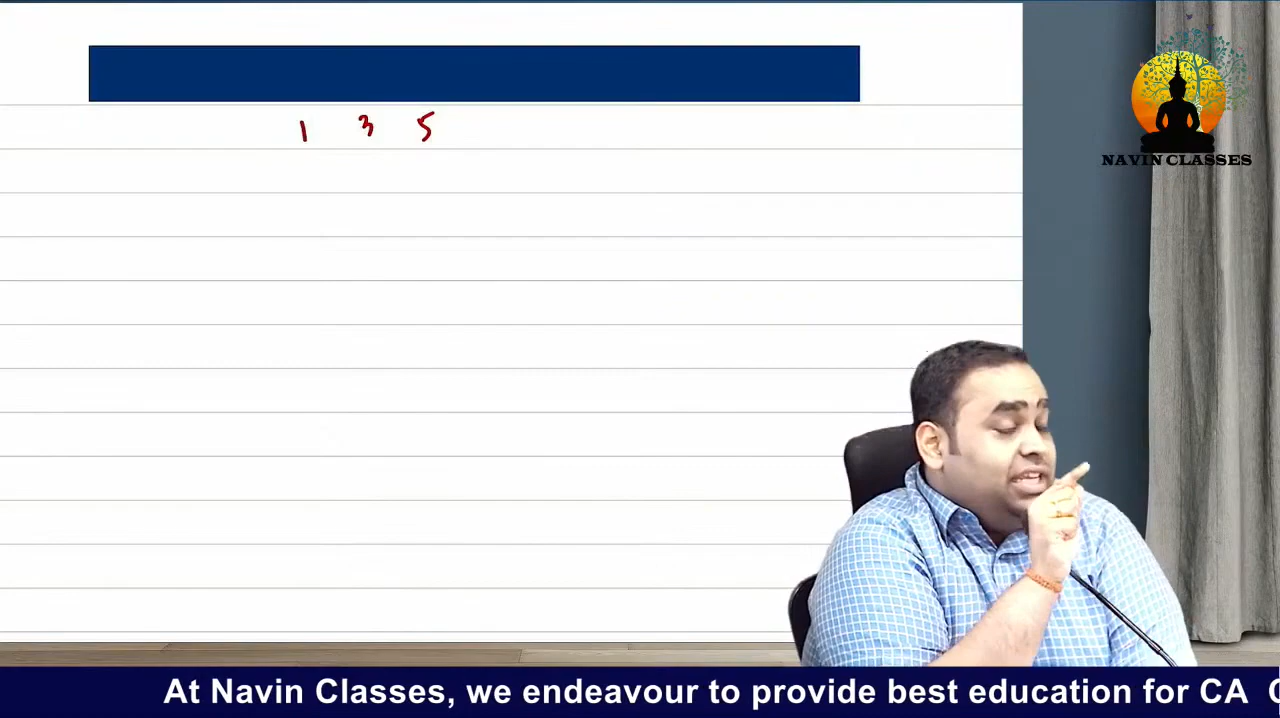 1 3 5
NAVIN CLASSES
At Navin Classes, we endeavour to provide best education for CA